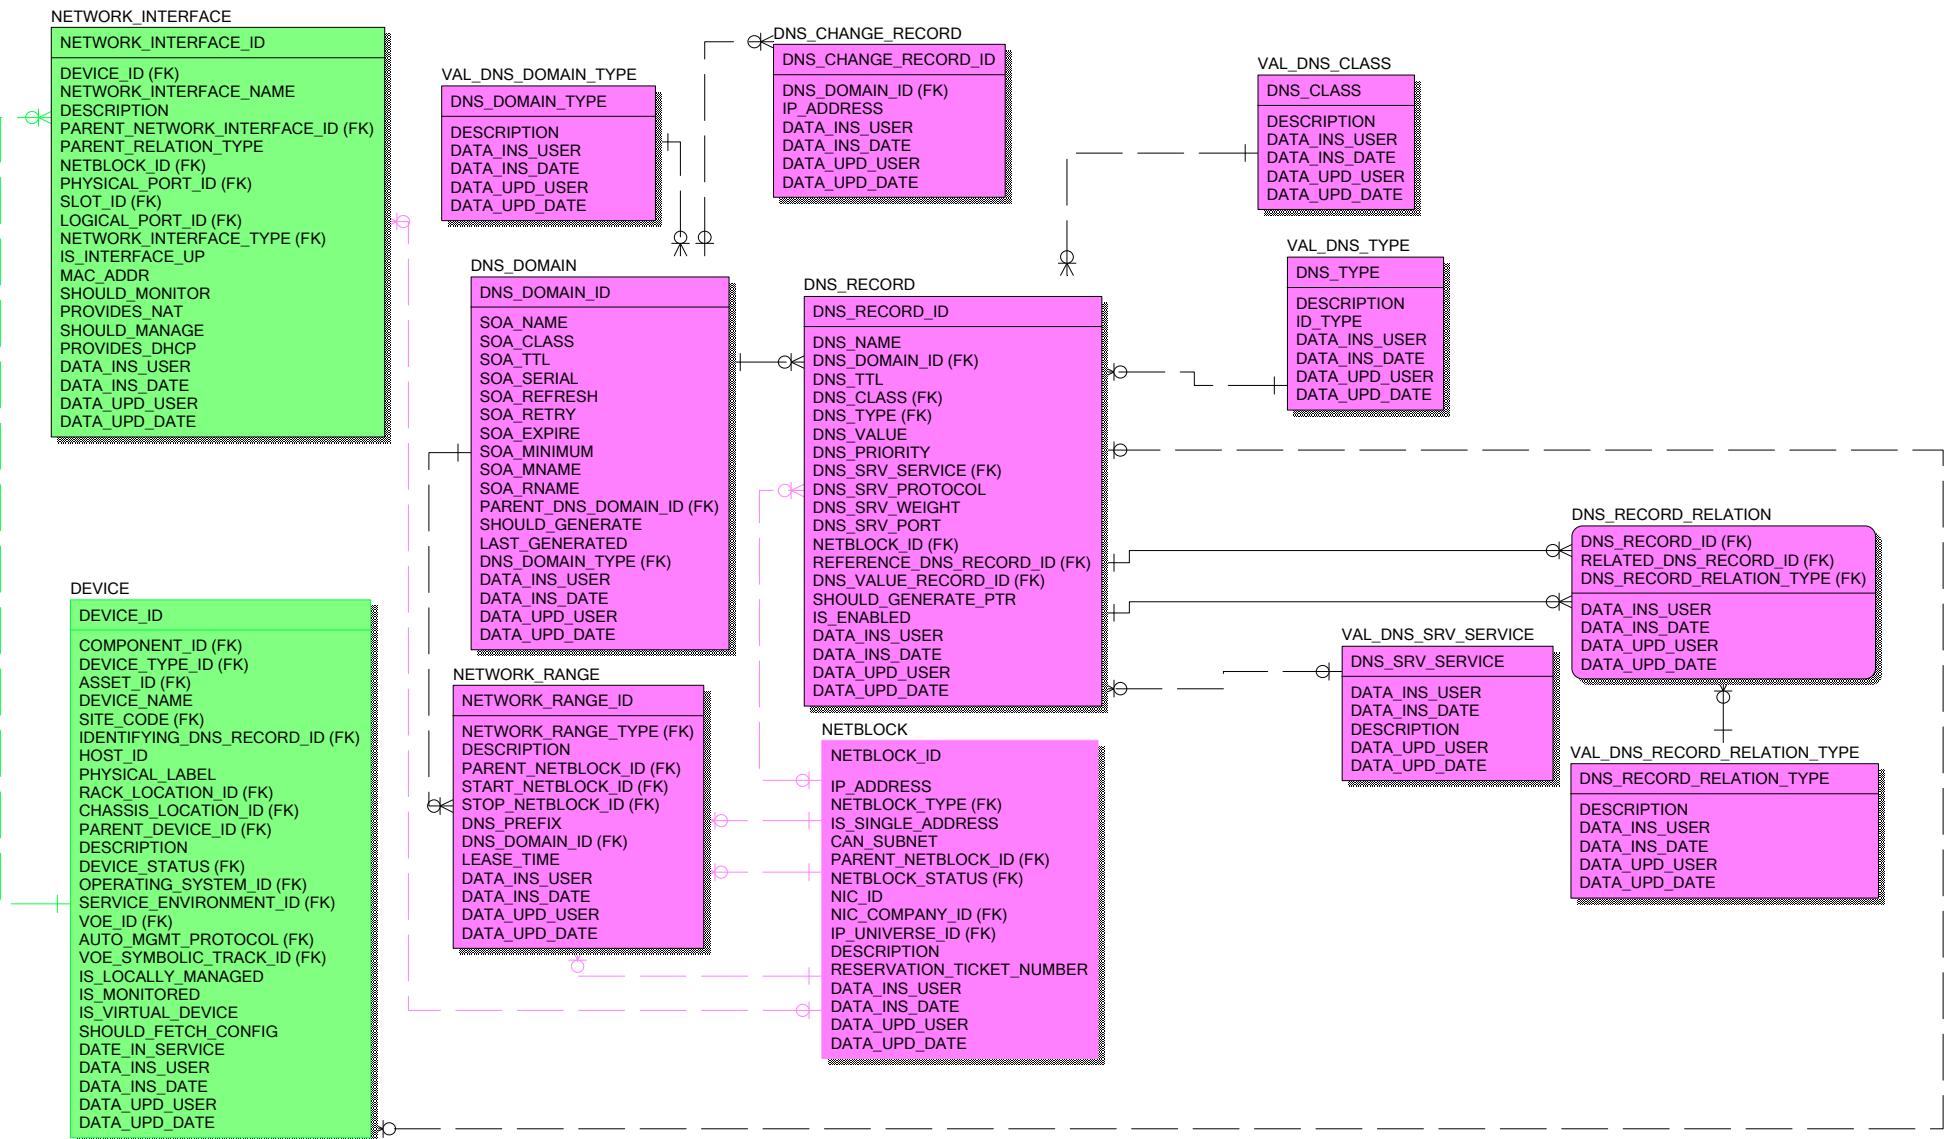 NETWORK_INTERFACE
NETWORK_INTERFACE_ID
DEVICE_ID (FK)
NETWORK_INTERFACE_NAME
DESCRIPTION
PARENT_NETWORK_INTERFACE_ID (FK)
PARENT_RELATION_TYPE
NETBLOCK_ID (FK)
PHYSICAL_PORT_ID (FK)
SLOT_ID (FK)
LOGICAL_PORT_ID (FK)
NETWORK_INTERFACE_TYPE (FK)
IS_INTERFACE_UP
MAC_ADDR
SHOULD_MONITOR
PROVIDES_NAT
SHOULD_MANAGE
PROVIDES_DHCP
DATA_INS_USER
DATA_INS_DATE
DATA_UPD_USER
DATA_UPD_DATE
VAL_DNS_DOMAIN_TYPE
DNS_DOMAIN_TYPE
DESCRIPTION
DATA_INS_USER
DATA_INS_DATE
DATA_UPD_USER
DATA_UPD_DATE
DNS_CHANGE_RECORD
DNS_CHANGE_RECORD_ID
DNS_DOMAIN_ID (FK)
IP_ADDRESS
DATA_INS_USER
DATA_INS_DATE
DATA_UPD_USER
DATA_UPD_DATE
VAL_DNS_CLASS
DNS_CLASS
DESCRIPTION
DATA_INS_USER
DATA_INS_DATE
DATA_UPD_USER
DATA_UPD_DATE
VAL_DNS_TYPE
DNS_TYPE
DESCRIPTION
ID_TYPE
DATA_INS_USER
DATA_INS_DATE
DATA_UPD_USER
DATA_UPD_DATE
DNS_DOMAIN
DNS_DOMAIN_ID
SOA_NAME
SOA_CLASS
SOA_TTL
SOA_SERIAL
SOA_REFRESH
SOA_RETRY
SOA_EXPIRE
SOA_MINIMUM
SOA_MNAME
SOA_RNAME
PARENT_DNS_DOMAIN_ID (FK)
SHOULD_GENERATE
LAST_GENERATED
DNS_DOMAIN_TYPE (FK)
DATA_INS_USER
DATA_INS_DATE
DATA_UPD_USER
DATA_UPD_DATE
DNS_RECORD
DNS_RECORD_ID
DNS_NAME
DNS_DOMAIN_ID (FK)
DNS_TTL
DNS_CLASS (FK)
DNS_TYPE (FK)
DNS_VALUE
DNS_PRIORITY
DNS_SRV_SERVICE (FK)
DNS_SRV_PROTOCOL
DNS_SRV_WEIGHT
DNS_SRV_PORT
NETBLOCK_ID (FK)
REFERENCE_DNS_RECORD_ID (FK)
DNS_VALUE_RECORD_ID (FK)
SHOULD_GENERATE_PTR
IS_ENABLED
DATA_INS_USER
DATA_INS_DATE
DATA_UPD_USER
DATA_UPD_DATE
DNS_RECORD_RELATION
DNS_RECORD_ID (FK)
RELATED_DNS_RECORD_ID (FK)
DNS_RECORD_RELATION_TYPE (FK)
DATA_INS_USER
DATA_INS_DATE
DATA_UPD_USER
DATA_UPD_DATE
DEVICE
DEVICE_ID
COMPONENT_ID (FK)
DEVICE_TYPE_ID (FK)
ASSET_ID (FK)
DEVICE_NAME
SITE_CODE (FK)
IDENTIFYING_DNS_RECORD_ID (FK)
HOST_ID
PHYSICAL_LABEL
RACK_LOCATION_ID (FK)
CHASSIS_LOCATION_ID (FK)
PARENT_DEVICE_ID (FK)
DESCRIPTION
DEVICE_STATUS (FK)
OPERATING_SYSTEM_ID (FK)
SERVICE_ENVIRONMENT_ID (FK)
VOE_ID (FK)
AUTO_MGMT_PROTOCOL (FK)
VOE_SYMBOLIC_TRACK_ID (FK)
IS_LOCALLY_MANAGED
IS_MONITORED
IS_VIRTUAL_DEVICE
SHOULD_FETCH_CONFIG
DATE_IN_SERVICE
DATA_INS_USER
DATA_INS_DATE
DATA_UPD_USER
DATA_UPD_DATE
NETWORK_RANGE
NETWORK_RANGE_ID
NETWORK_RANGE_TYPE (FK)
DESCRIPTION
PARENT_NETBLOCK_ID (FK)
START_NETBLOCK_ID (FK)
STOP_NETBLOCK_ID (FK)
DNS_PREFIX
DNS_DOMAIN_ID (FK)
LEASE_TIME
DATA_INS_USER
DATA_INS_DATE
DATA_UPD_USER
DATA_UPD_DATE
NETBLOCK
NETBLOCK_ID
IP_ADDRESS
NETBLOCK_TYPE (FK)
IS_SINGLE_ADDRESS
CAN_SUBNET
PARENT_NETBLOCK_ID (FK)
NETBLOCK_STATUS (FK)
NIC_ID
NIC_COMPANY_ID (FK)
IP_UNIVERSE_ID (FK)
DESCRIPTION
RESERVATION_TICKET_NUMBER
DATA_INS_USER
DATA_INS_DATE
DATA_UPD_USER
DATA_UPD_DATE
VAL_DNS_SRV_SERVICE
DNS_SRV_SERVICE
DATA_INS_USER
DATA_INS_DATE
DESCRIPTION
DATA_UPD_USER
DATA_UPD_DATE
VAL_DNS_RECORD_RELATION_TYPE
DNS_RECORD_RELATION_TYPE
DESCRIPTION
DATA_INS_USER
DATA_INS_DATE
DATA_UPD_USER
DATA_UPD_DATE